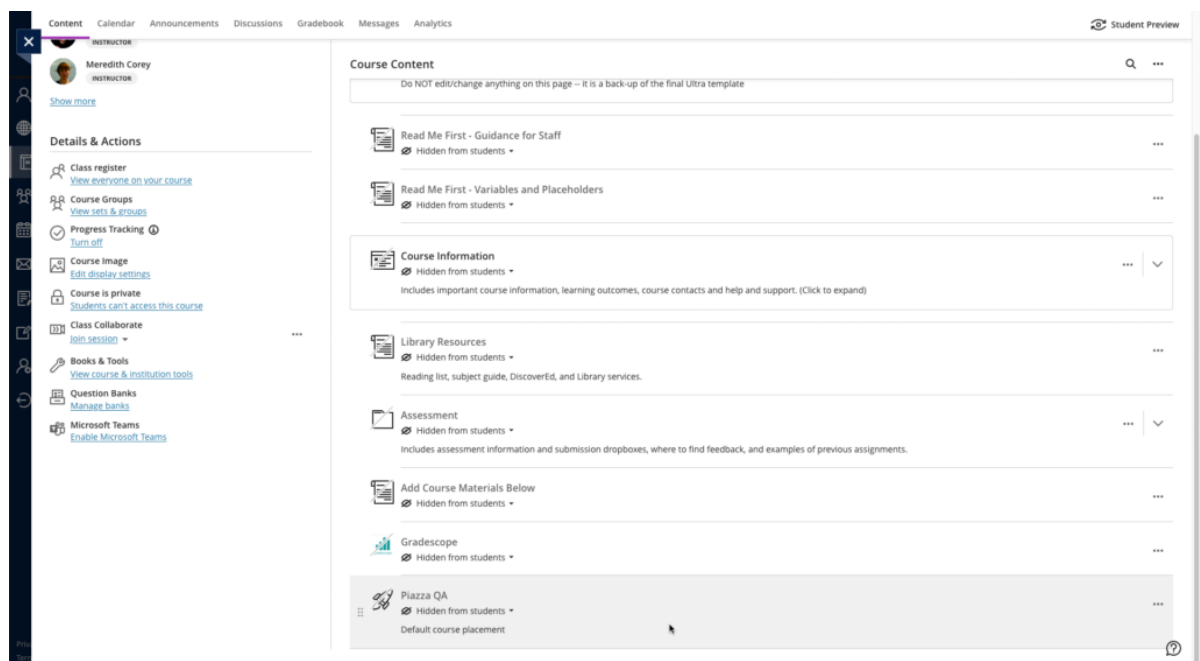 Content Calendar Announcements Discussions Gradebook Messages Analytics
Student Preview
INSTRUCTOR
Meredith Corey
INSTRUCTOR
Show more
Details & Actions
Class register
View everyone on your course
Course Groups
View sets & groups
Progress Tracking
Turn off
Course Image
Edit display settings
Course is private
Students can't access this course
Class Collaborate
Join session
Books & Tools
View course & institution tools
Question Banks
Manage banks
Microsoft Teams
Enable Microsoft Teams
Course Content
Do NOT edit/change anything on this page -- it is a back-up of the final Ultra template
Read Me First - Guidance for Staff
Hidden from students
Read Me First - Variables and Placeholders
Hidden from students
Course Information
Hidden from students
Includes important course information, learning outcomes, course contacts and help and support. (Click to expand)
Library Resources
Hidden from students
Reading list, subject guide, DiscoverEd, and Library services.
Assessment
Hidden from students
Includes assessment information and submission dropboxes, where to find feedback, and examples of previous assignments.
Add Course Materials Below
Hidden from students
Gradescope
Hidden from students
Piazza QA
Hidden from students
Default course placement